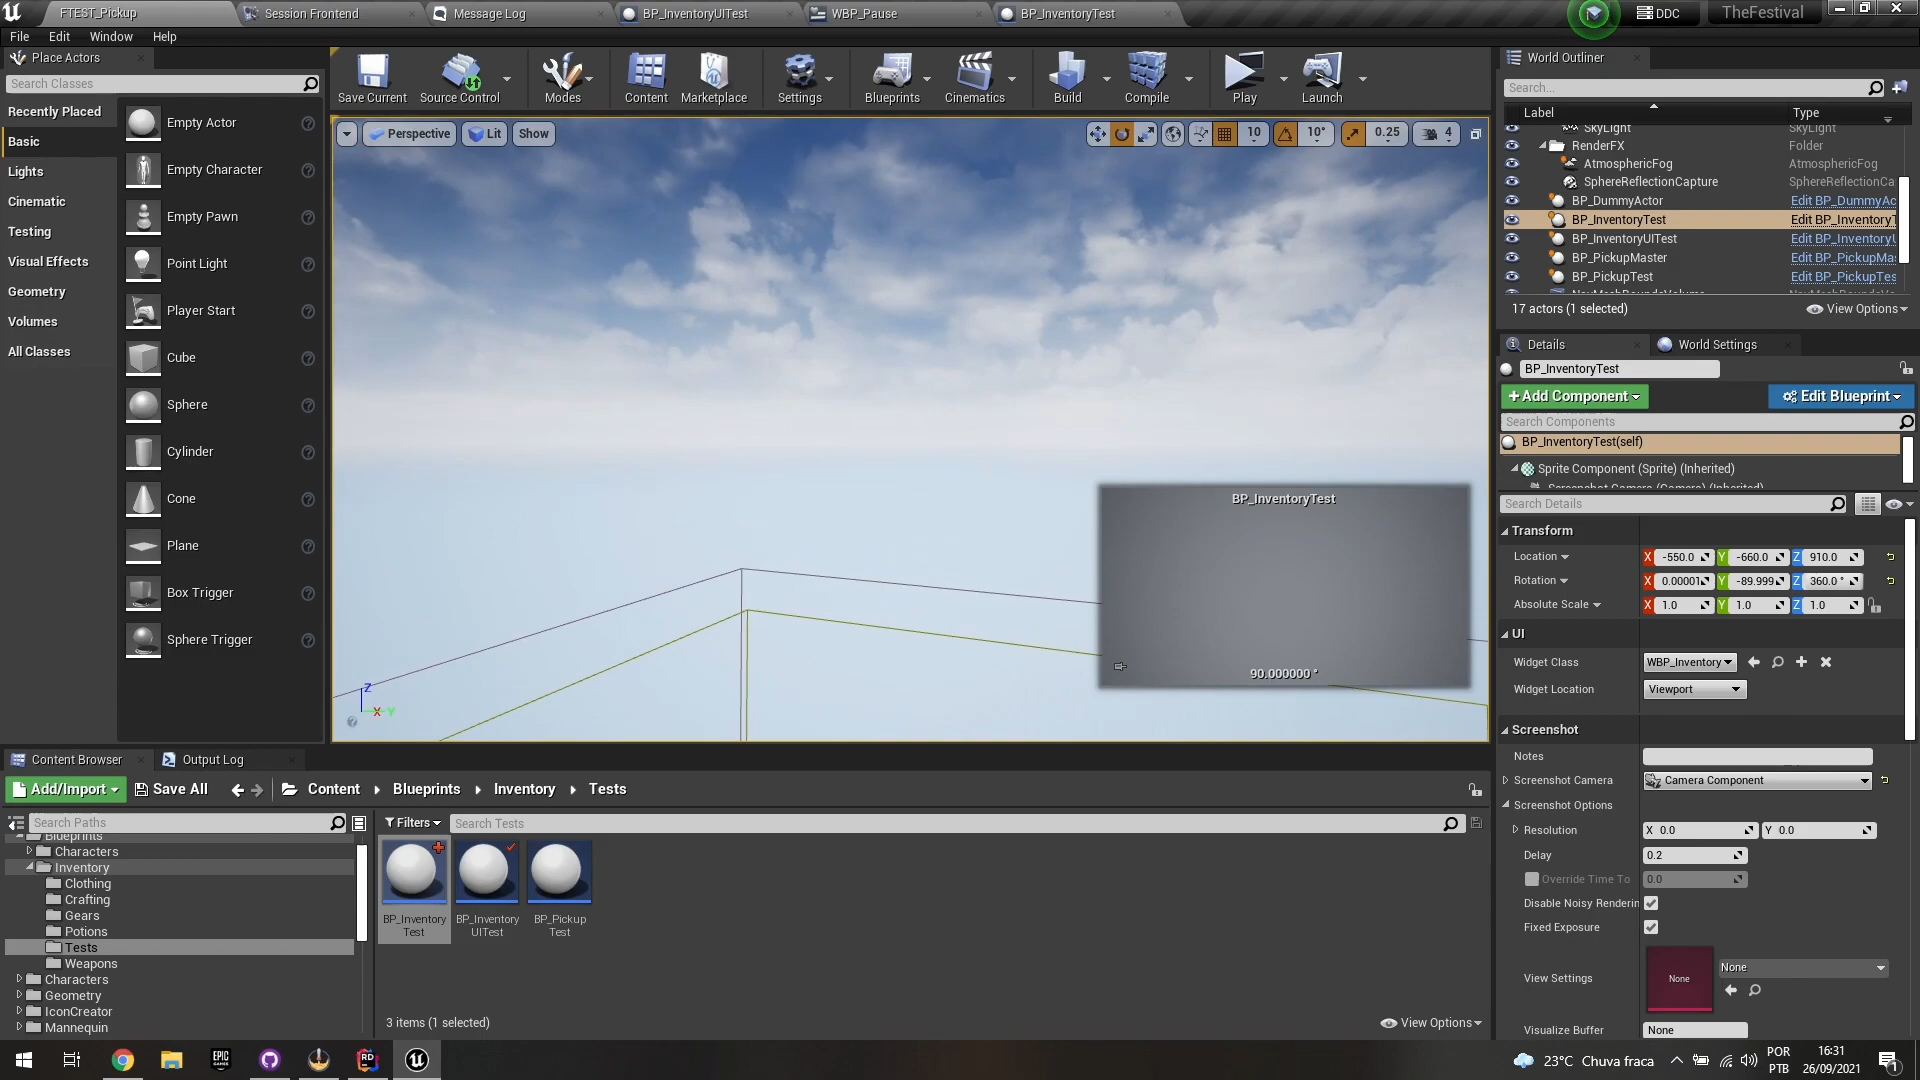 FTEST_Pickup
Session Frontend
Message Log
BP_InventoryUITest
WBP_Pause
BP_InventoryTest
DDC
TheFestival
File
Edit
Window
Help
Place Actors
Search Classes
Recently Placed
Basic
Lights
Cinematic
Testing
Visual Effects
Geometry
Volumes
All Classes
Empty Actor
Empty Character
Empty Pawn
Point Light
Player Start
Cube
Sphere
Cylinder
Cone
Plane
Box Trigger
Sphere Trigger
Save Current
Source Control
Modes
Content
Marketplace
Settings
Blueprints
Cinematics
Build
Compile
Play
Launch
Perspective
Lit
Show
10
10°
0.25
4
BP_InventoryTest
90.000000 °
Z
X
Y
World Outliner
Search...
Label
Type
SkyLight
SkyLight
RenderFX
Folder
AtmosphericFog
AtmosphericFog
SphereReflectionCapture
SphereReflectionCa
BP_DummyActor
Edit BP_DummyAc
BP_InventoryTest
Edit BP_InventoryT
BP_InventoryUITest
Edit BP_InventoryU
BP_PickupMaster
Edit BP_PickupMas
BP_PickupTest
Edit BP_PickupTes
17 actors (1 selected)
View Options
Details
World Settings
BP_InventoryTest
+Add Component
Edit Blueprint
Search Components
BP_InventoryTest(self)
Sprite Component (Sprite) (Inherited)
Screenshot Camera (Camera) (Inherited)
Search Details
Transform
Location
X -550.0
Y -660.0
Z 910.0
Rotation
X 0.00001
Y -89.999
Z 360.0 °
Absolute Scale
X 1.0
Y 1.0
Z 1.0
UI
Widget Class
WBP_Inventory
Widget Location
Viewport
Screenshot
Notes
Screenshot Camera
Camera Component
Screenshot Options
Resolution
X 0.0
Y 0.0
Delay
0.2
Override Time To
0.0
Disable Noisy Renderin
Fixed Exposure
View Settings
None
None
Visualize Buffer
None
Content Browser
Output Log
Add/Import
Save All
Content
Blueprints
Inventory
Tests
Search Paths
Filters
Search Tests
Blueprints
Characters
Inventory
Clothing
Crafting
Gears
Potions
Tests
Weapons
Characters
Geometry
IconCreator
Mannequin
BP_Inventory
Test
BP_Inventory
UITest
BP_Pickup
Test
3 items (1 selected)
View Options
EPIC
GAMES
RD
23°C Chuva fraca
POR
PTB
16:31
26/09/2021
1